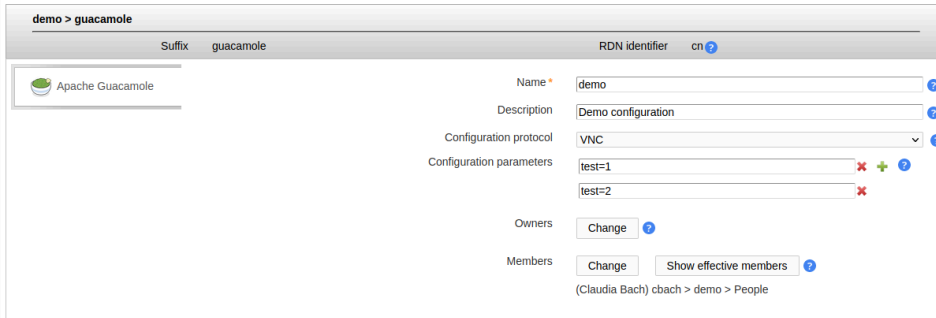 demo > guacamole
Suffix guacamole RDN identifier cn
Apache Guacamole
Name* demo
Description Demo configuration
Configuration protocol VNC
Configuration parameters test=1
test=2
Owners Change
Members Change Show effective members
(Claudia Bach) cbach > demo > People